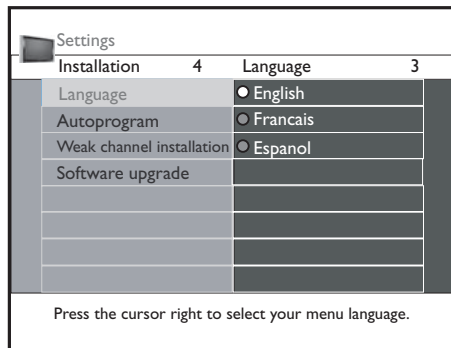 Settings
Installation 4 Language 3
Language English
Autoprogram Francais
Weak channel installation Espanol
Software upgrade
Press the cursor right to select your menu language.